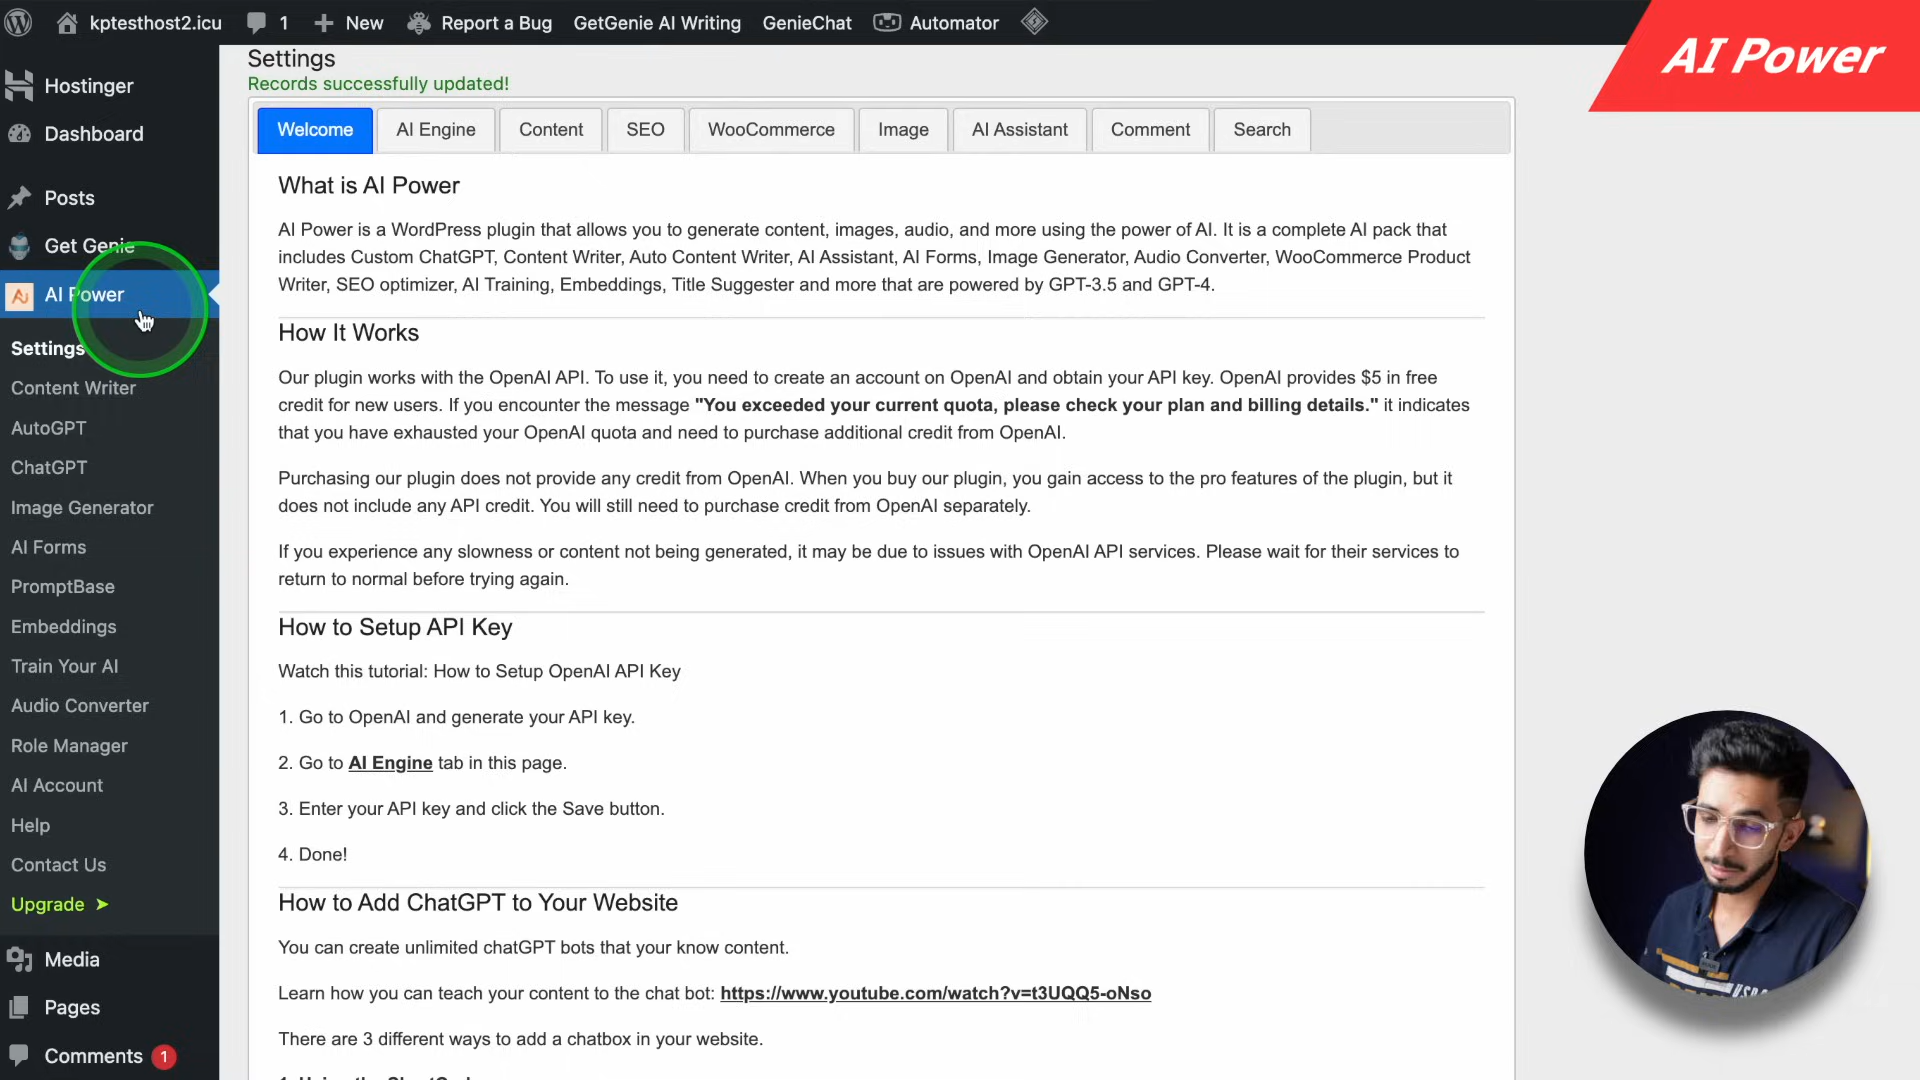 kptesthost2.icu
1
New
Report a Bug
GetGenie AI Writing
GenieChat
Automator
AI Power
Hostinger
Dashboard
Posts
Get Genie
AI Power
Settings
Content Writer
AutoGPT
ChatGPT
Image Generator
AI Forms
PromptBase
Embeddings
Train Your AI
Audio Converter
Role Manager
AI Account
Help
Contact Us
Upgrade ➤
Media
Pages
Comments 1
Settings
Records successfully updated!
Welcome
AI Engine
Content
SEO
WooCommerce
Image
AI Assistant
Comment
Search
What is AI Power
AI Power is a WordPress plugin that allows you to generate content, images, audio, and more using the power of AI. It is a complete AI pack that
includes Custom ChatGPT, Content Writer, Auto Content Writer, AI Assistant, AI Forms, Image Generator, Audio Converter, WooCommerce Product
Writer, SEO optimizer, AI Training, Embeddings, Title Suggester and more that are powered by GPT-3.5 and GPT-4.
How It Works
Our plugin works with the OpenAI API. To use it, you need to create an account on OpenAI and obtain your API key. OpenAI provides $5 in free
credit for new users. If you encounter the message "You exceeded your current quota, please check your plan and billing details." it indicates
that you have exhausted your OpenAI quota and need to purchase additional credit from OpenAI.
Purchasing our plugin does not provide any credit from OpenAI. When you buy our plugin, you gain access to the pro features of the plugin, but it
does not include any API credit. You will still need to purchase credit from OpenAI separately.
If you experience any slowness or content not being generated, it may be due to issues with OpenAI API services. Please wait for their services to
return to normal before trying again.
How to Setup API Key
Watch this tutorial: How to Setup OpenAI API Key
1. Go to OpenAI and generate your API key.
2. Go to AI Engine tab in this page.
3. Enter your API key and click the Save button.
4. Done!
How to Add ChatGPT to Your Website
You can create unlimited chatGPT bots that your know content.
Learn how you can teach your content to the chat bot: https://www.youtube.com/watch?v=t3UQQ5-oNso
There are 3 different ways to add a chatbox in your website.